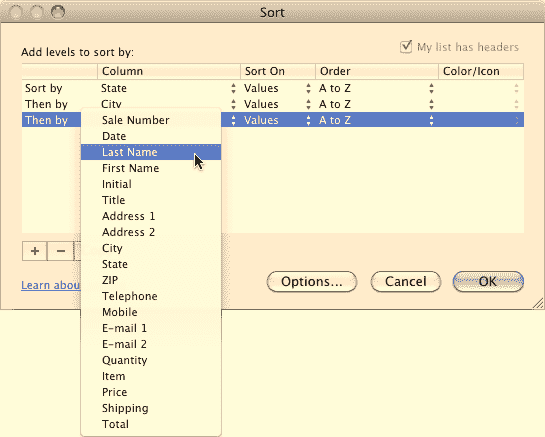 Sort
Add levels to sort by:
My list has headers
Column Sort On Order Color/Icon
Sort by State Values A to Z
Then by City Values A to Z
Then by Values A to Z
Sale Number
Date
Last Name
First Name
Initial
Title
Address 1
Address 2
City
State
ZIP
Telephone
Mobile
E-mail 1
E-mail 2
Quantity
Item
Price
Shipping
Total
+ −
Learn abou
Options... Cancel OK